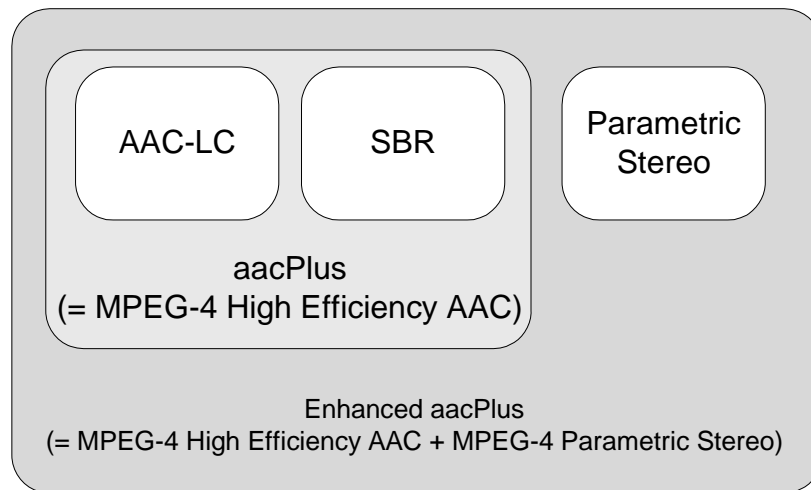 AAC-LC
SBR
Parametric
Stereo
aacPlus
(= MPEG-4 High Efficiency AAC)
Enhanced aacPlus
(= MPEG-4 High Efficiency AAC + MPEG-4 Parametric Stereo)